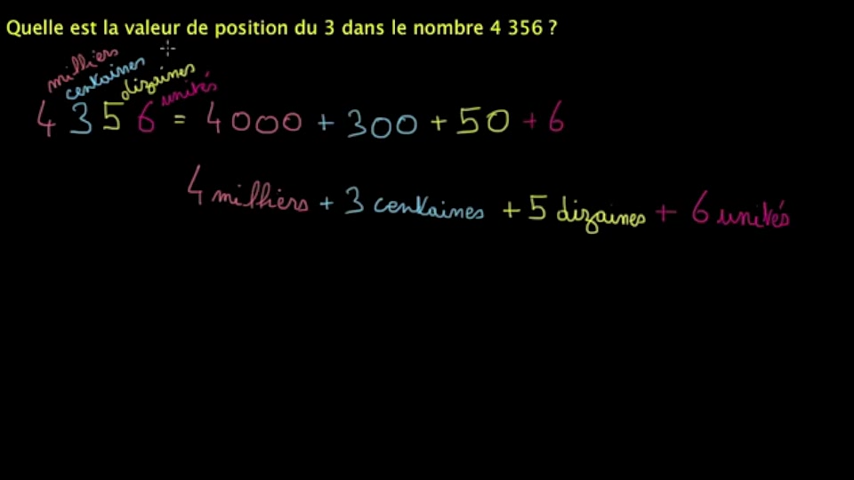 Quelle est la valeur de position du 3 dans le nombre 4 356 ?
milliers
centaines
dizaines
unités
4 3 5 6 = 4000 + 300 + 50 + 6
4 milliers + 3 centaines + 5 dizaines + 6 unités